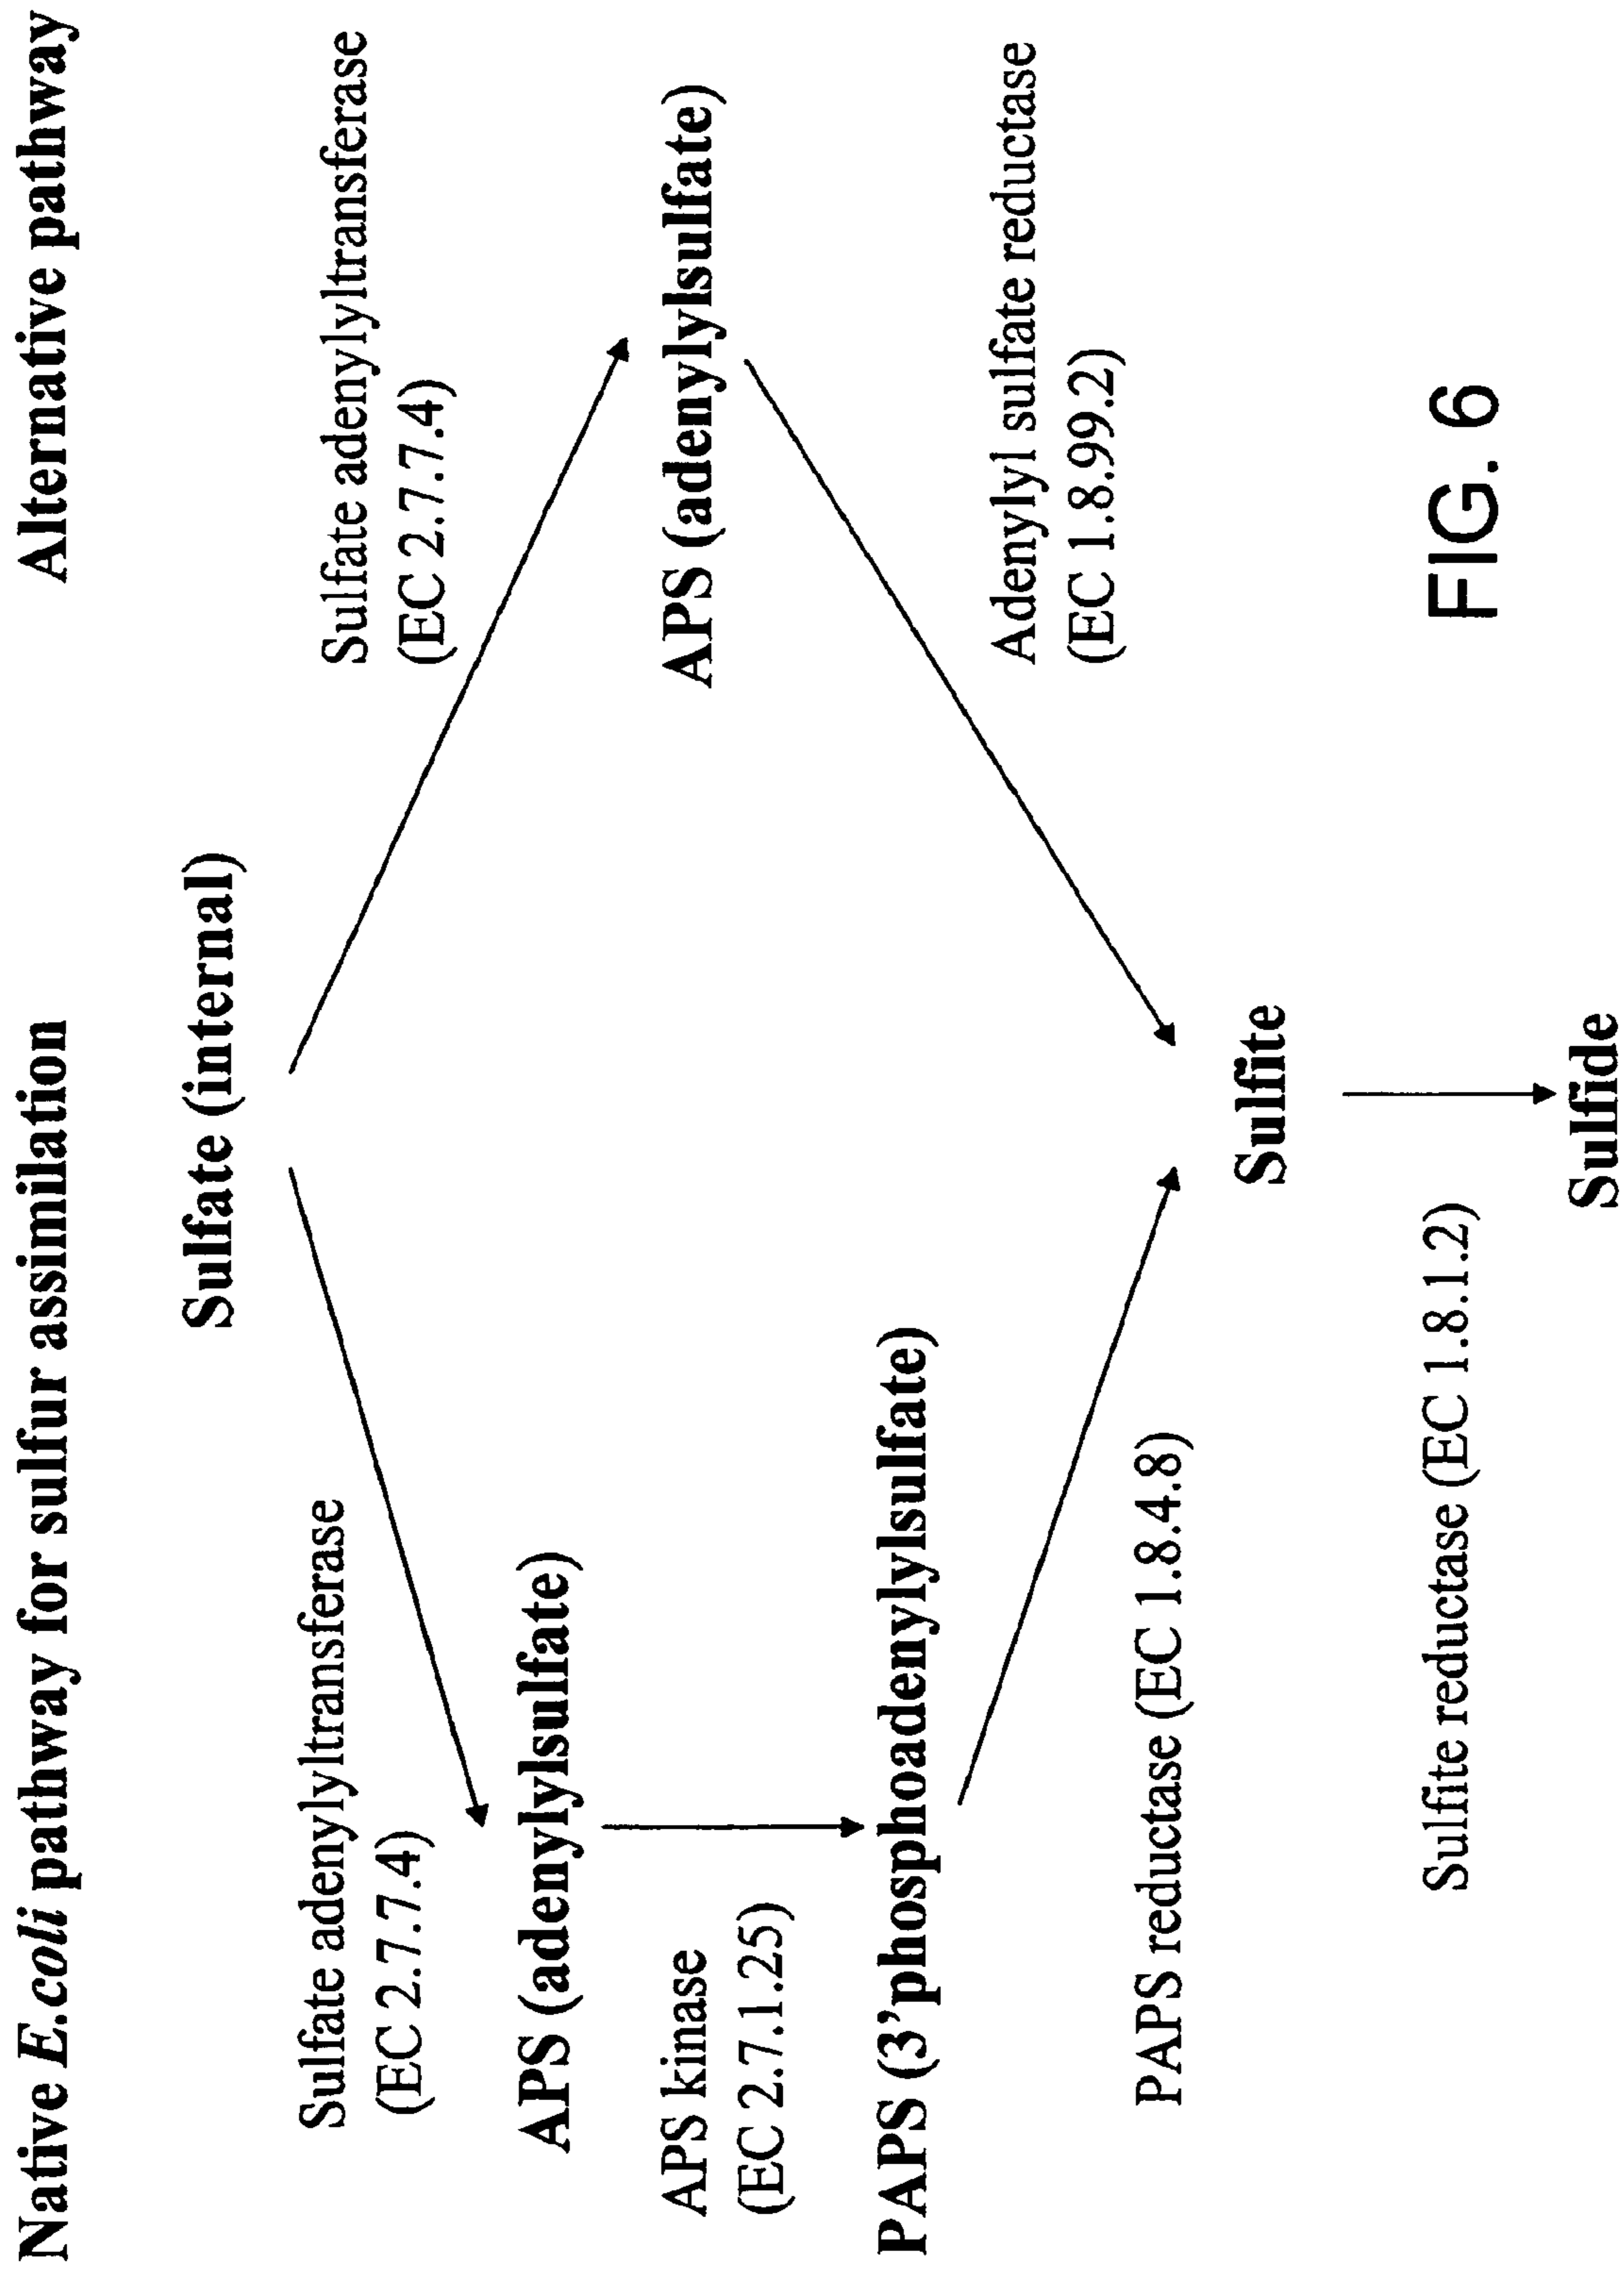 Native E.coli pathway for sulfur assimilation
Alternative pathway
Sulfate (internal)
Sulfate adenylyltransferase
(EC 2.7.7.4)
Sulfate adenylyltransferase
(EC 2.7.7.4)
APS (adenylylsulfate)
APS (adenylylsulfate)
APS kinase
(EC 2.7.1.25)
PAPS (3’phosphoadenylylsulfate)
Adenylyl sulfate reductase
(EC 1.8.99.2)
PAPS reductase (EC 1.8.4.8)
Sulfite
Sulfite reductase (EC 1.8.1.2)
Sulfide
FIG. 6